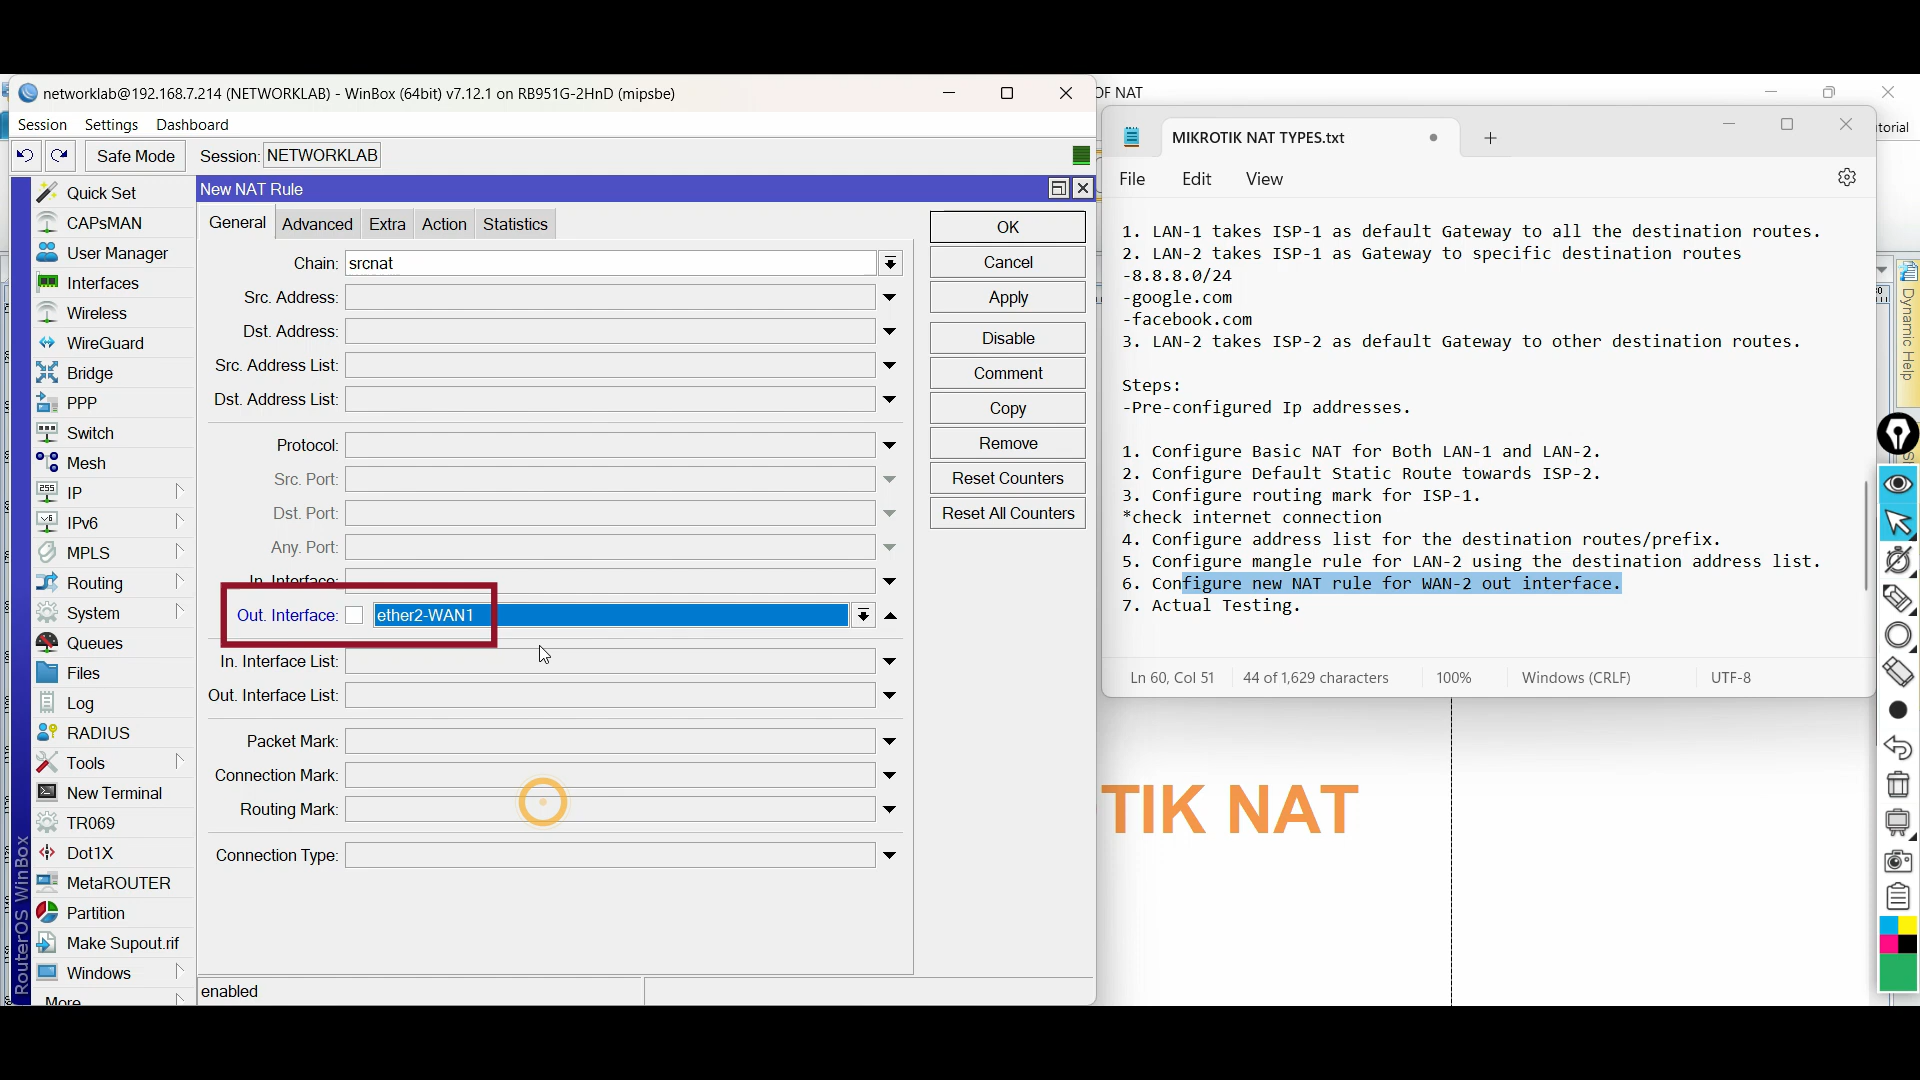 networklab@192.168.7.214 (NETWORKLAB) - WinBox (64bit) v7.12.1 on RB951G-2HnD (mipsbe)
Session Settings Dashboard
Safe Mode Session: NETWORKLAB
Quick Set
CAPsMAN
User Manager
Interfaces
Wireless
WireGuard
Bridge
PPP
Switch
Mesh
IP
IPv6
MPLS
Routing
System
Queues
Files
Log
RADIUS
Tools
New Terminal
TR069
Dot1X
MetaROUTER
Partition
Make Supout.rif
Windows
More
RouterOS WinBox
New NAT Rule
General Advanced Extra Action Statistics
Chain: srcnat
Src. Address:
Dst. Address:
Src. Address List:
Dst. Address List:
Protocol:
Src. Port:
Dst. Port:
Any. Port:
In. Interface:
Out. Interface: ether2-WAN1
In. Interface List:
Out. Interface List:
Packet Mark:
Connection Mark:
Routing Mark:
Connection Type:
enabled
OK
Cancel
Apply
Disable
Comment
Copy
Remove
Reset Counters
Reset All Counters
OF NAT
torial
MIKROTIK NAT TYPES.txt
File Edit View
1. LAN-1 takes ISP-1 as default Gateway to all the destination routes.
2. LAN-2 takes ISP-1 as Gateway to specific destination routes
-8.8.8.0/24
-google.com
-facebook.com
3. LAN-2 takes ISP-2 as default Gateway to other destination routes.
Steps:
-Pre-configured Ip addresses.
1. Configure Basic NAT for Both LAN-1 and LAN-2.
2. Configure Default Static Route towards ISP-2.
3. Configure routing mark for ISP-1.
*check internet connection
4. Configure address list for the destination routes/prefix.
5. Configure mangle rule for LAN-2 using the destination address list.
6. Configure new NAT rule for WAN-2 out interface.
7. Actual Testing.
Ln 60, Col 51 44 of 1,629 characters 100% Windows (CRLF) UTF-8
Dynamic Help
TIK NAT